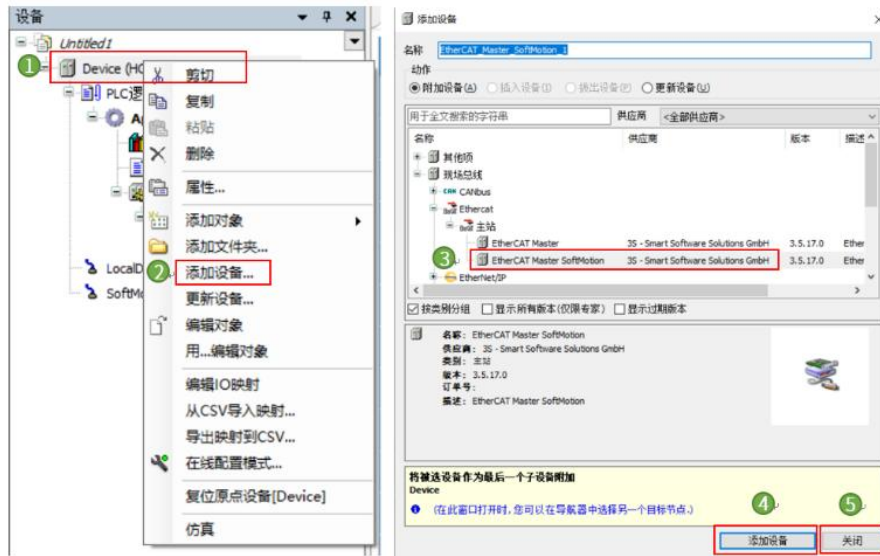 设备
Untitled1
1
Device (HC
PLC逻
A
LocalD
SoftMo
剪切
复制
粘贴
删除
属性...
添加对象
添加文件夹...
2
添加设备...
更新设备...
编辑对象
用...编辑对象
编辑IO映射
从CSV导入映射...
导出映射到CSV...
在线配置模式...
复位原点设备[Device]
仿真
添加设备
名称 EtherCAT_Master_SoftMotion_1
动作
附加设备(A) 插入设备(I) 拔出设备(P) 更新设备(U)
用于全文搜索的字符串 供应商 <全部供应商>
名称 供应商 版本 描述
其他项
现场总线
CAN CANbus
Ethercat
主站
EtherCAT Master 3S - Smart Software Solutions GmbH 3.5.17.0 Ether
3
EtherCAT Master SoftMotion 3S - Smart Software Solutions GmbH 3.5.17.0 Ether
EtherNet/IP
按类别分组 显示所有版本(仅限专家) 显示过期版本
名称: EtherCAT Master SoftMotion
供应商: 3S - Smart Software Solutions GmbH
类别: 主站
版本: 3.5.17.0
订单号:
描述: EtherCAT Master SoftMotion
将被选设备作为最后一个子设备附加
Device
(在此窗口打开时,您可以在导航器中选择另一个目标节点.)
4 5
添加设备 关闭